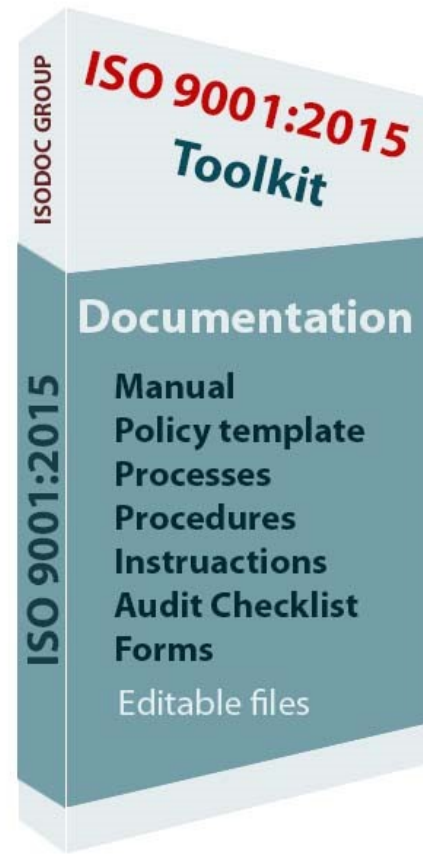 ISODOC GROUP
ISO 9001:2015
ISO 9001:2015
Toolkit
Documentation
Manual
Policy template
Processes
Procedures
Instruactions
Audit Checklist
Forms
Editable files